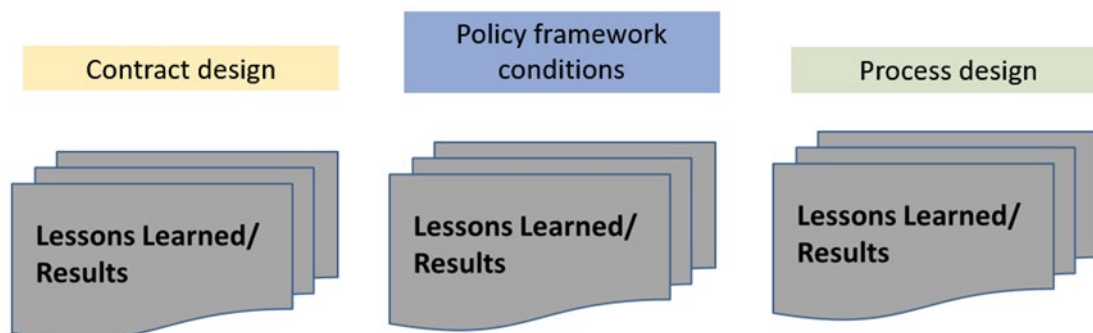 Contract design
Policy framework
conditions
Process design
Lessons Learned/
Results
Lessons Learned/
Results
Lessons Learned/
Results